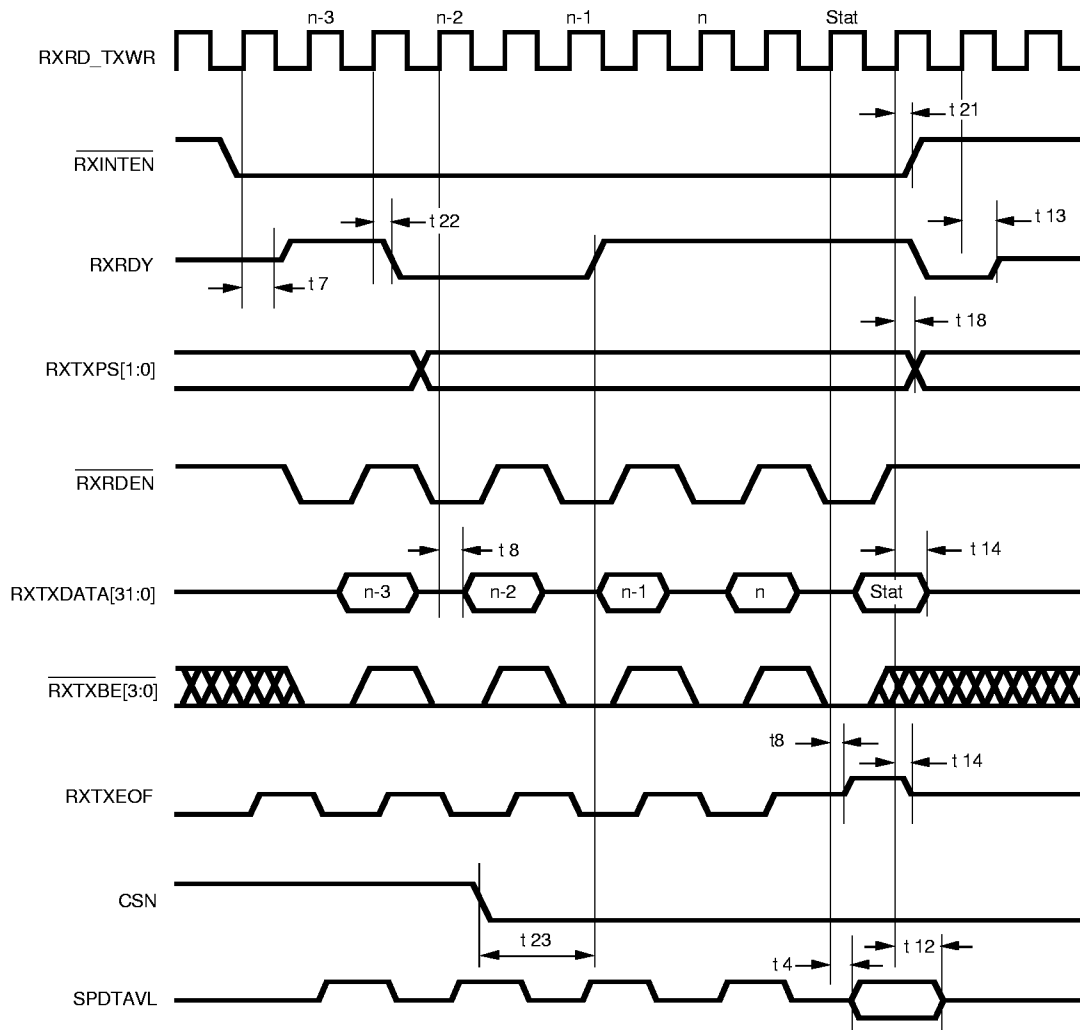 n-3 n-2 n-1 n Stat
RXRD_TXWR
t 21
RXINTEN
t 22
t 13
RXRDY
t 7
t 18
RXTXPS[1:0]
RXRDEN
t 8
t 14
RXTXDATA[31:0] n-3 n-2 n-1 n Stat
RXTXBE[3:0]
t8
t 14
RXTXEOF
CSN
t 23
t 12
t 4
SPDTAVL